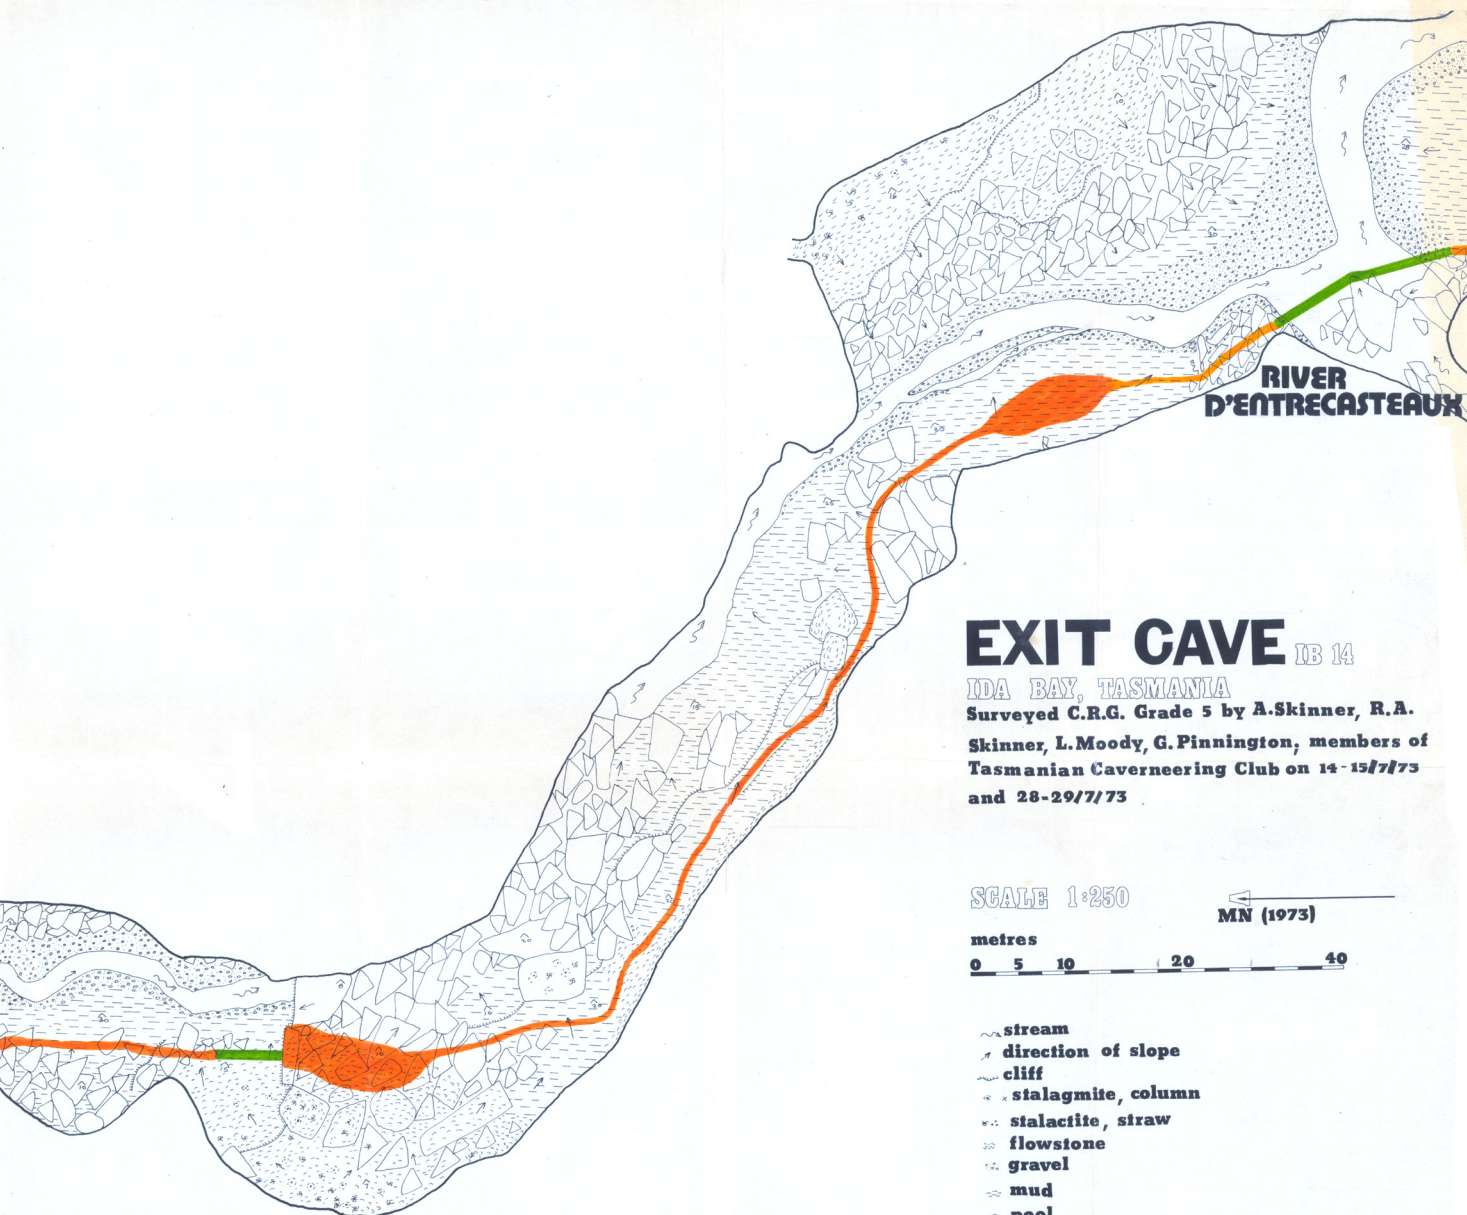 RIVER
D'ENTRECASTEAUX
EXIT CAVE IB 14
IDA BAY, TASMANIA
Surveyed C.R.G. Grade 5 by A.Skinner, R.A.
Skinner, L.Moody, G.Pinnington, members of
Tasmanian Caverneering Club on 14-15/7/73
and 28-29/7/73
SCALE 1:250
MN (1973)
metres
0 5 10 20 40
stream
direction of slope
cliff
stalagmite, column
stalactite, straw
flowstone
gravel
mud
pool